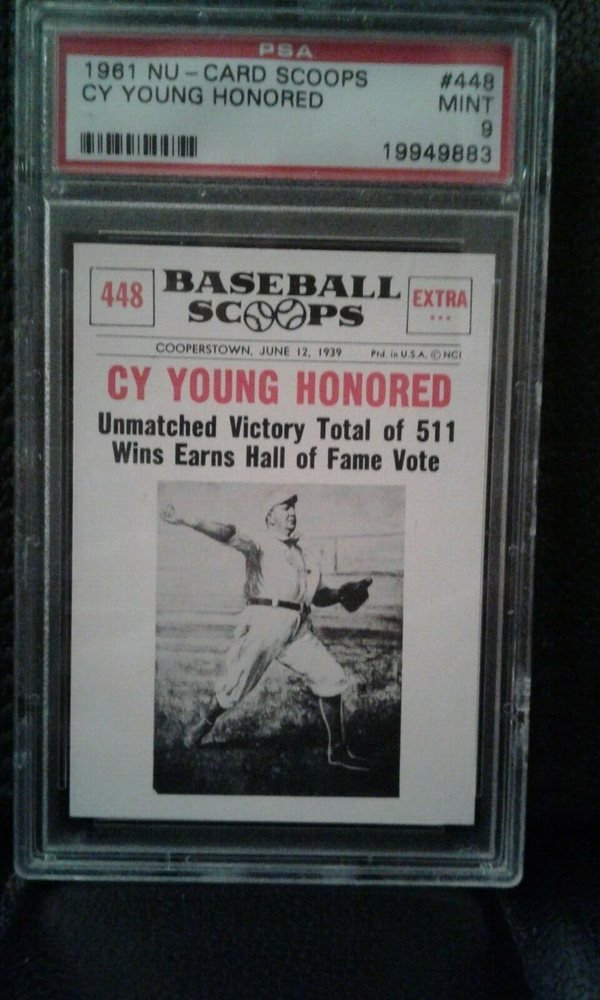 PSA
1961 NU-CARD SCOOPS #448
CY YOUNG HONORED MINT
9
19949883
448 BASEBALL EXTRA
SCOOPS ***
COOPERSTOWN, JUNE 12, 1939 Ptd. in U.S.A. © NCI
CY YOUNG HONORED
Unmatched Victory Total of 511
Wins Earns Hall of Fame Vote